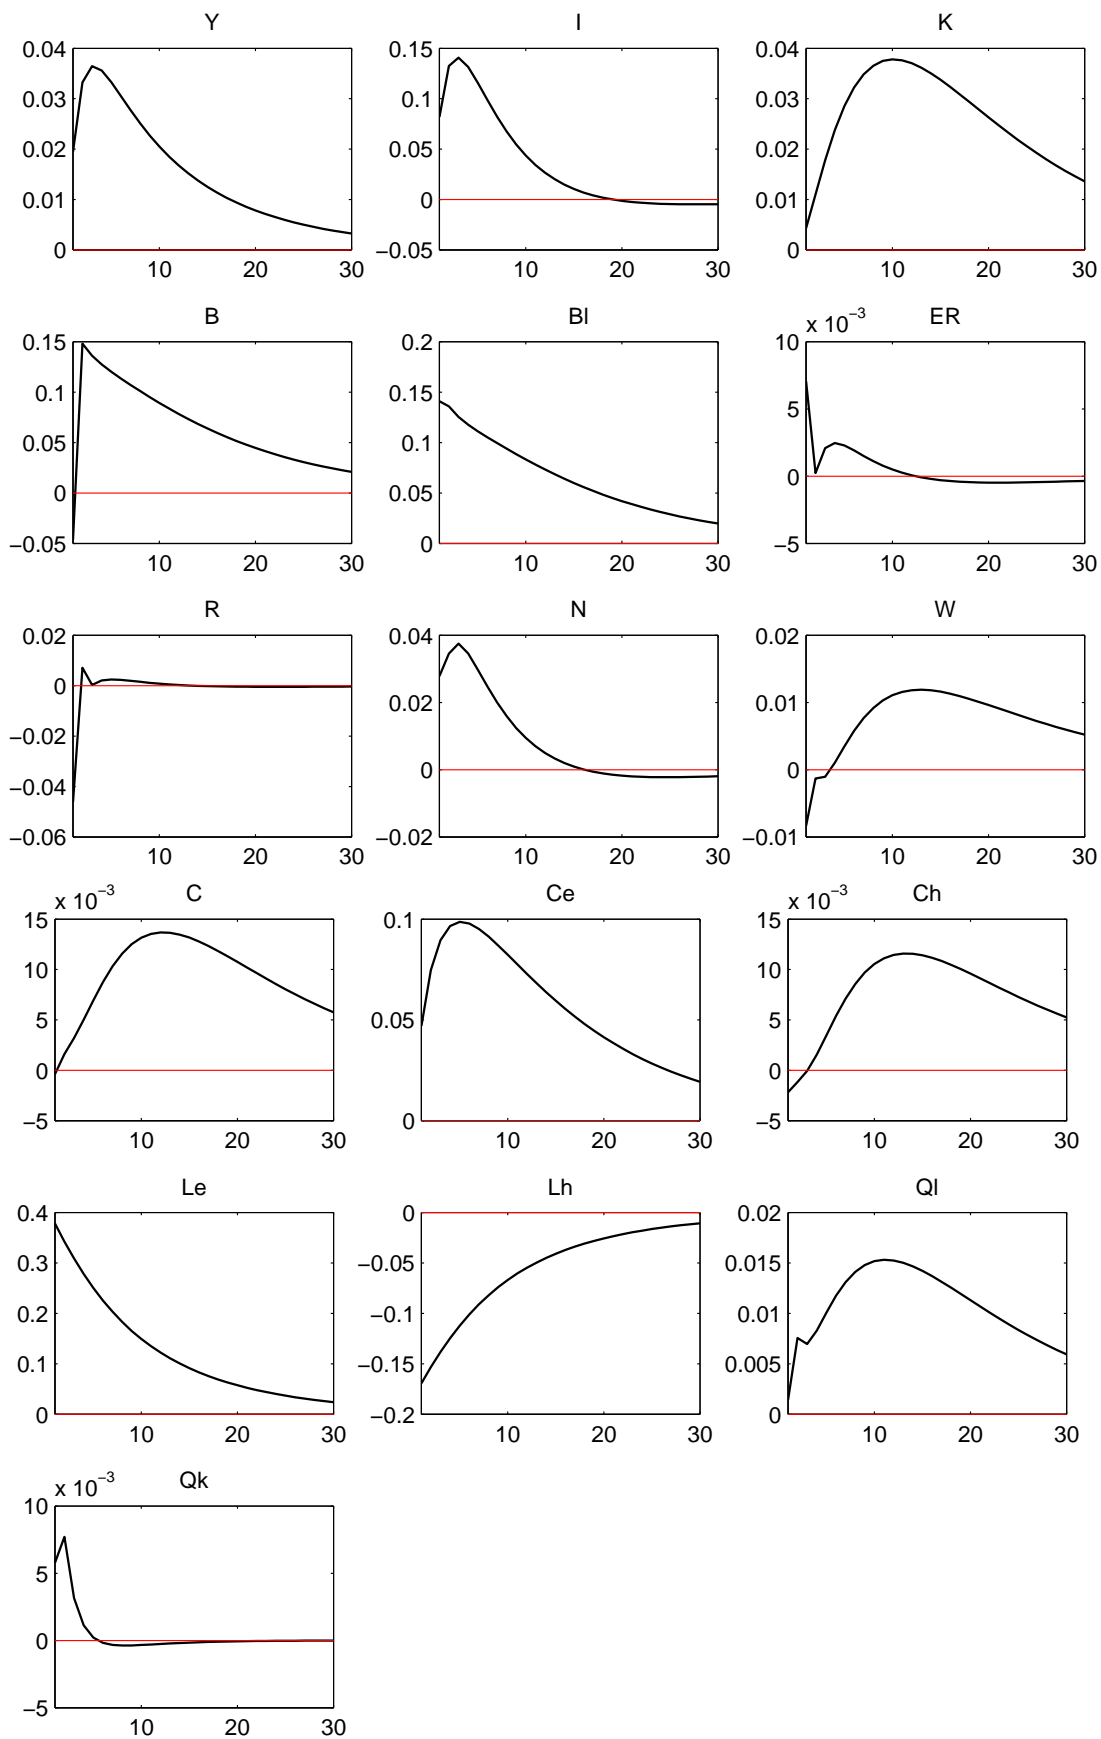 Y
0.04
0.03
0.02
0.01
0
10 20 30
I
0.15
0.1
0.05
0
−0.05
10 20 30
K
0.04
0.03
0.02
0.01
0
10 20 30
B
0.15
0.1
0.05
0
−0.05
10 20 30
Bl
0.2
0.15
0.1
0.05
0
10 20 30
x 10−3 ER
10
5
0
−5
10 20 30
R
0.02
0
−0.02
−0.04
−0.06
10 20 30
N
0.04
0.02
0
−0.02
10 20 30
W
0.02
0.01
0
−0.01
10 20 30
x 10−3 C
15
10
5
0
−5
10 20 30
Ce
0.1
0.05
0
10 20 30
x 10−3 Ch
15
10
5
0
−5
10 20 30
Le
0.4
0.3
0.2
0.1
0
10 20 30
Lh
0
−0.05
−0.1
−0.15
−0.2
10 20 30
Ql
0.02
0.015
0.01
0.005
0
10 20 30
x 10−3 Qk
10
5
0
−5
10 20 30